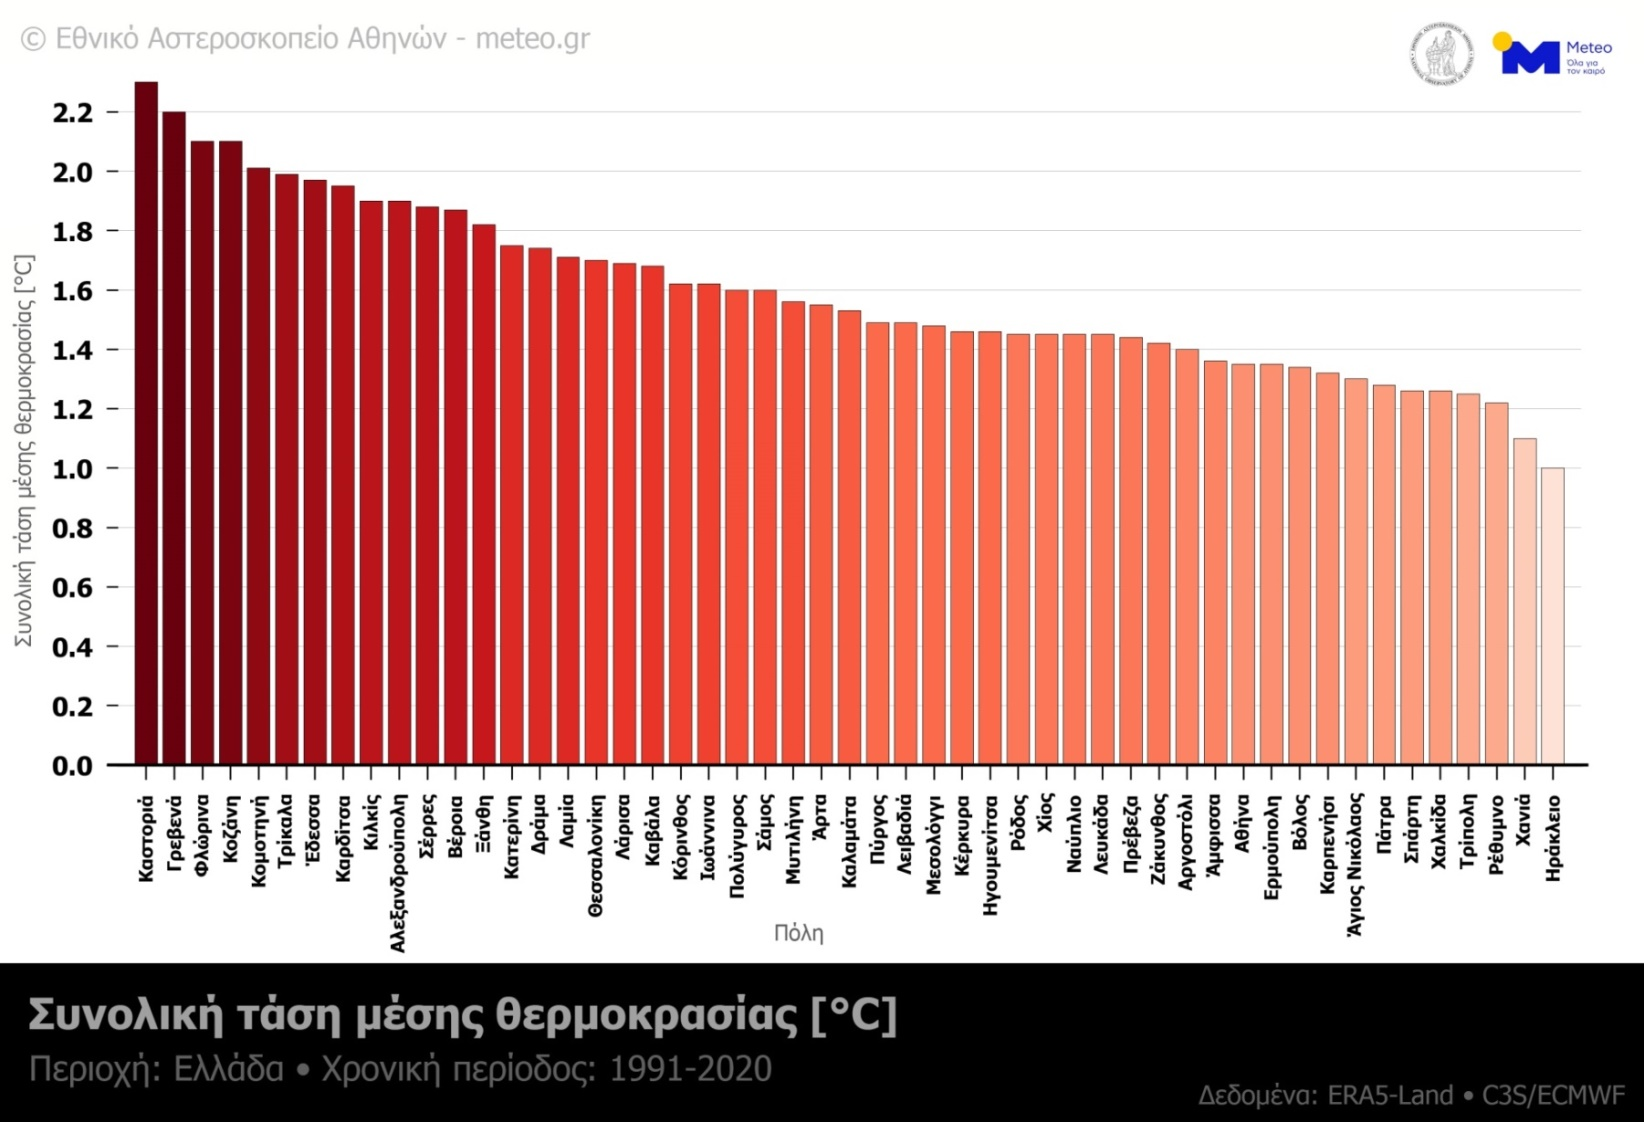 © Εθνικό Αστεροσκοπείο Αθηνών - meteo.gr
Meteo
Όλα για
τον καιρό
Συνολική τάση μέσης θερμοκρασίας [°C]
2.2
2.0
1.8
1.6
1.4
1.2
1.0
0.8
0.6
0.4
0.2
0.0
Καστοριά
Γρεβενά
Φλώρινα
Κοζάνη
Κομοτηνή
Τρίκαλα
Έδεσσα
Καρδίτσα
Κιλκίς
Αλεξανδρούπολη
Σέρρες
Βέροια
Ξάνθη
Κατερίνη
Δράμα
Λαμία
Θεσσαλονίκη
Λάρισα
Καβάλα
Κόρινθος
Ιωάννινα
Πολύγυρος
Σάμος
Μυτιλήνη
Άρτα
Καλαμάτα
Πύργος
Λειβαδιά
Μεσολόγγι
Κέρκυρα
Ηγουμενίτσα
Ρόδος
Χίος
Ναύπλιο
Λευκάδα
Πρέβεζα
Ζάκυνθος
Αργοστόλι
Άμφισσα
Αθήνα
Ερμούπολη
Βόλος
Καρπενήσι
Άγιος Νικόλαος
Πάτρα
Σπάρτη
Χαλκίδα
Τρίπολη
Ρέθυμνο
Χανιά
Ηράκλειο
Πόλη
Συνολική τάση μέσης θερμοκρασίας [°C]
Περιοχή: Ελλάδα • Χρονική περίοδος: 1991-2020
Δεδομένα: ERA5-Land • C3S/ECMWF